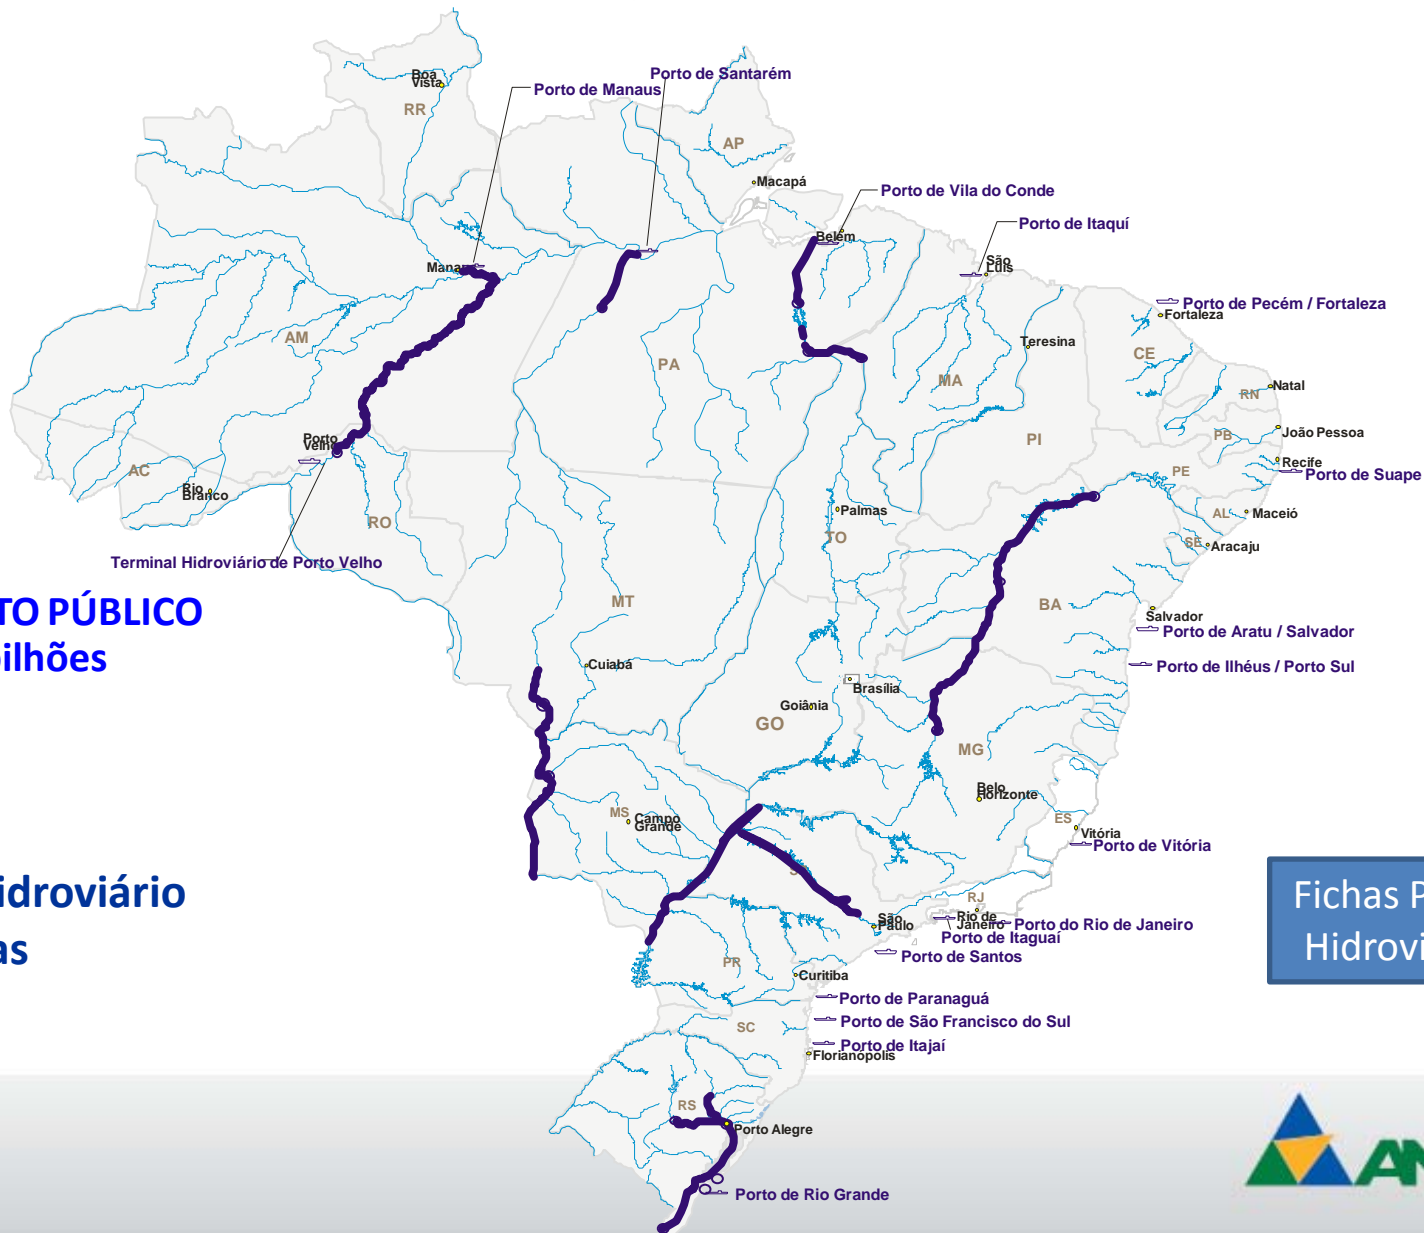 Boa
Vista
RR
Porto de Manaus
Porto de Santarém
AP
Macapá
Porto de Vila do Conde
Belém
Porto de Itaquí
São
Luis
Porto de Pecém / Fortaleza
Fortaleza
AM
PA
MA
Teresina
CE
Natal
RN
PI
PB
João Pessoa
Porto
Velho
AC
Rio
Branco
RO
PE
Recife
Porto de Suape
Palmas
TO
AL
Maceió
SE
Aracaju
Terminal Hidroviário de Porto Velho
MT
BA
Salvador
Porto de Aratu / Salvador
TO PÚBLICO
bilhões
Cuiabá
Porto de Ilhéus / Porto Sul
Brasília
Goiânia
GO
MG
Belo
Horizonte
MS
Campo
Grande
ES
Vitória
Porto de Vitória
idroviário
as
RJ
Rio de
Janeiro
Porto do Rio de Janeiro
Porto de Itaguaí
São
Paulo
Porto de Santos
Fichas P
Hidrovi
PR
Curitiba
Porto de Paranaguá
SC
Porto de São Francisco do Sul
Porto de Itajaí
Florianópolis
RS
Porto Alegre
Porto de Rio Grande
AN